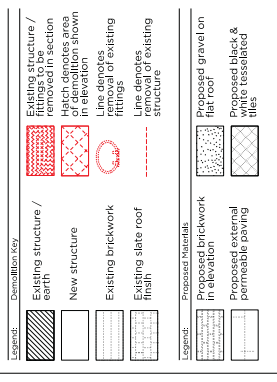 Legend: Demolition Key
Existing structure /
earth
New structure
Existing brickwork
Existing slate roof
finsih
Existing structure /
fittings to be
removed in section
Hatch denotes area
of demolition shown
in elevation
Line denotes
removal of existing
fittings
Line denotes
removal of existing
structure
Legend: Proposed Materials
Proposed brickwork
in elevation
Proposed external
permeable paving
Proposed gravel on
flat roof
Proposed black &
white tesselated
tiles